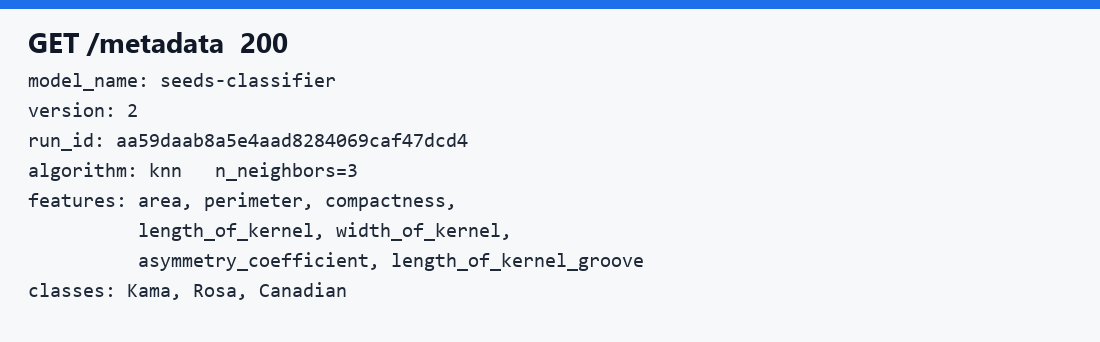 GET /metadata  200
model_name: seeds-classifier
version: 2
run_id: aa59daab8a5e4aad8284069caf47dcd4
algorithm: knn   n_neighbors=3
features: area, perimeter, compactness,
          length_of_kernel, width_of_kernel,
          asymmetry_coefficient, length_of_kernel_groove
classes: Kama, Rosa, Canadian